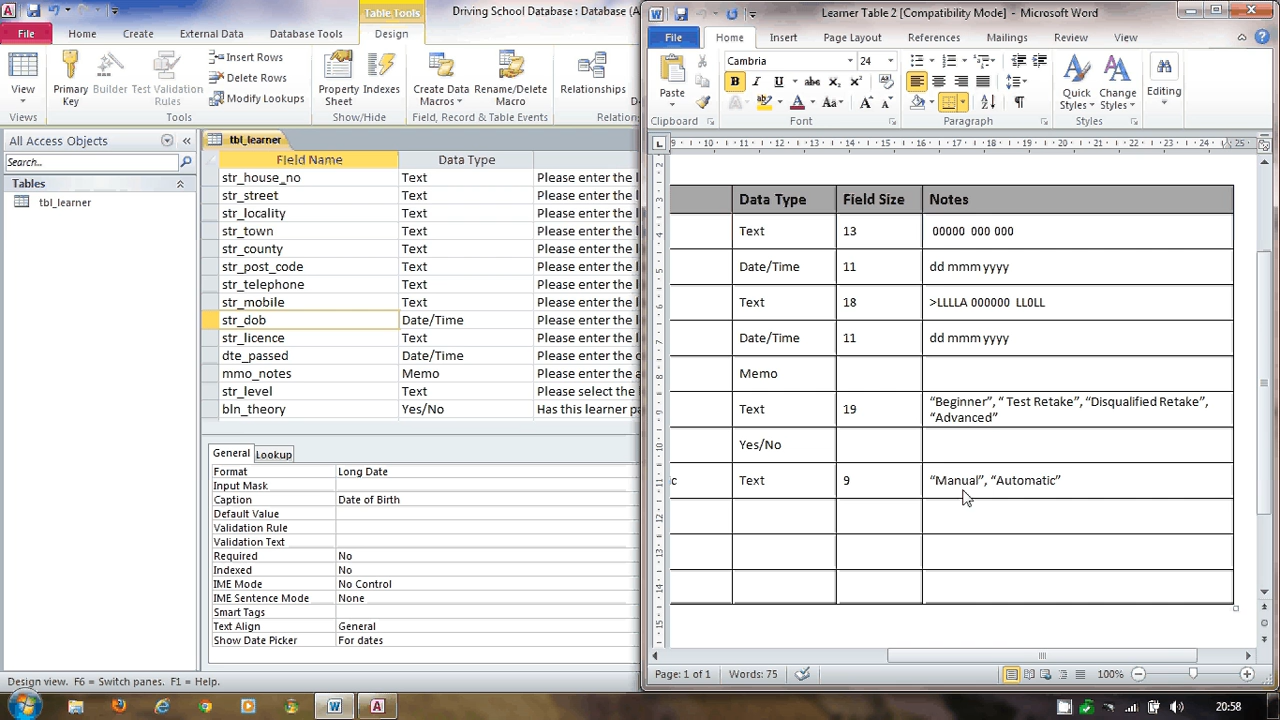 Table Tools
Driving School Database : Database (A
File
Home
Create
External Data
Database Tools
Design
View
Primary Key
Builder
Test Validation Rules
Insert Rows
Delete Rows
Modify Lookups
Property Sheet
Indexes
Create Data Macros
Rename/Delete Macro
Relationships
Views
Tools
Show/Hide
Field, Record & Table Events
Relation
All Access Objects
Search..
Tables
tbl_learner
tbl_learner
Field Name Data Type
str_house_no Text Please enter the l
str_street Text Please enter the l
str_locality Text Please enter the l
str_town Text Please enter the l
str_county Text Please enter the l
str_post_code Text Please enter the l
str_telephone Text Please enter the l
str_mobile Text Please enter the l
str_dob Date/Time Please enter the l
str_licence Text Please enter the l
dte_passed Date/Time Please enter the c
mmo_notes Memo Please enter the a
str_level Text Please select the i
bln_theory Yes/No Has this learner pa
General Lookup
Format Long Date
Input Mask
Caption Date of Birth
Default Value
Validation Rule
Validation Text
Required No
Indexed No
IME Mode No Control
IME Sentence Mode None
Smart Tags
Text Align General
Show Date Picker For dates
Design view. F6 = Switch panes. F1 = Help.
Learner Table 2 [Compatibility Mode] - Microsoft Word
File
Home
Insert
Page Layout
References
Mailings
Review
View
Paste
Cambria
24
Quick Styles
Change Styles
Editing
Clipboard
Font
Paragraph
Styles
Data Type Field Size Notes
Text 13 00000 000 000
Date/Time 11 dd mmm yyyy
Text 18 >LLLLA 000000 LL0LL
Date/Time 11 dd mmm yyyy
Memo
Text 19 “Beginner”, “ Test Retake”, “Disqualified Retake”,
“Advanced”
Yes/No
c Text 9 “Manual”, “Automatic”
Page: 1 of 1
Words: 75
100%
20:58